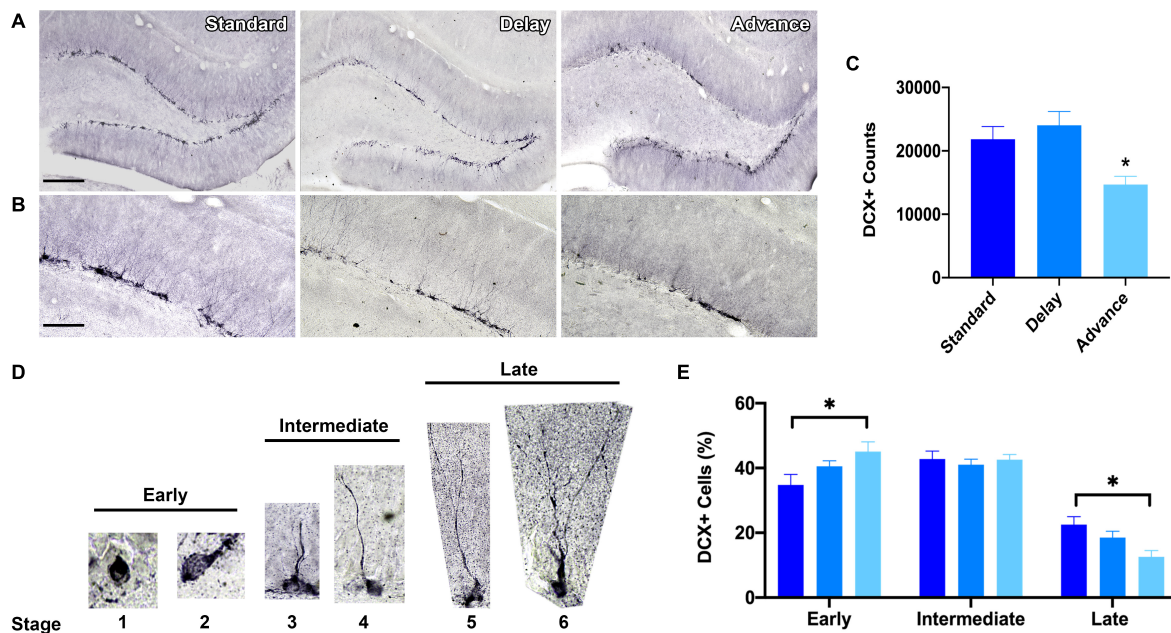 A
Standard
Delay
Advance
B
C
DCX+ Counts
30000
20000
10000
0
*
Standard
Delay
Advance
D
Late
Intermediate
Early
Stage 1 2 3 4 5 6
E
DCX+ Cells (%)
60
40
20
0
*
*
Early Intermediate Late